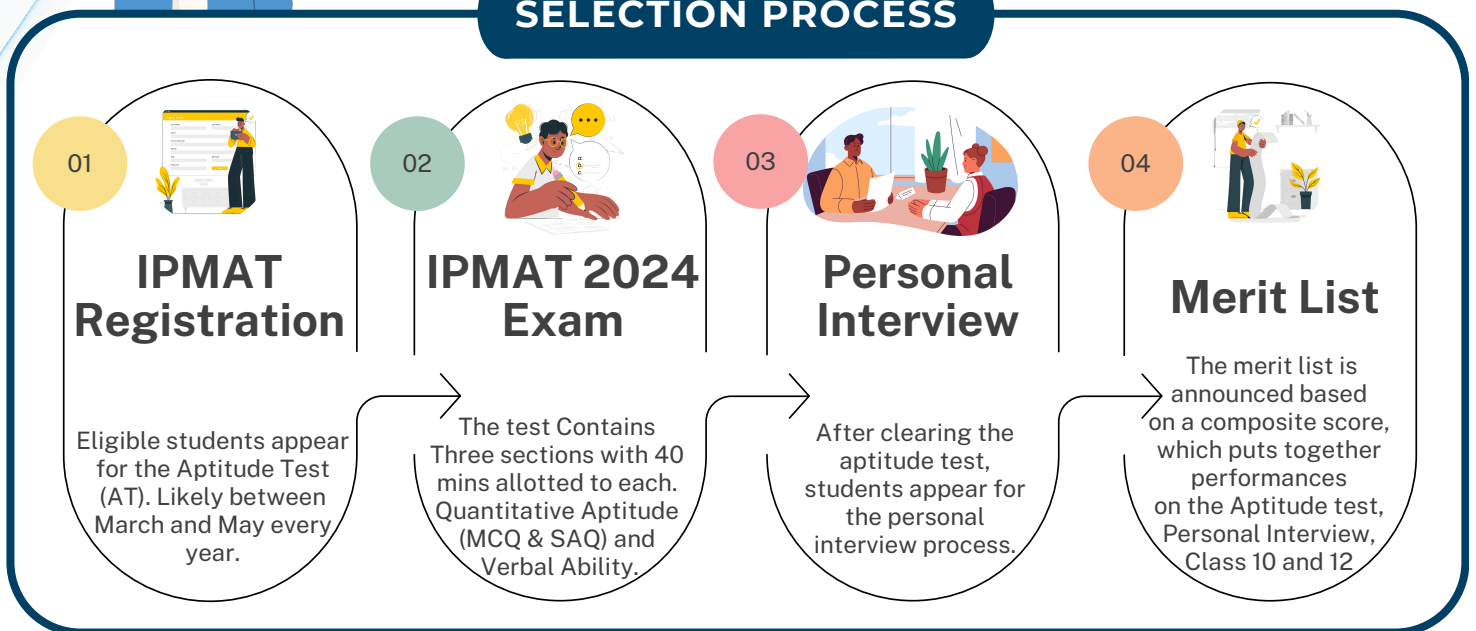 SELECTION PROCESS
01
IPMAT
Registration
Eligible students appear
for the Aptitude Test
(AT). Likely between
March and May every
year.
02
IPMAT 2024
Exam
The test Contains
Three sections with 40
mins allotted to each.
Quantitative Aptitude
(MCQ & SAQ) and
Verbal Ability.
03
Personal
Interview
After clearing the
aptitude test,
students appear for
the personal
interview process.
04
Merit List
The merit list is
announced based
on a composite score,
which puts together
performances
on the Aptitude test,
Personal Interview,
Class 10 and 12